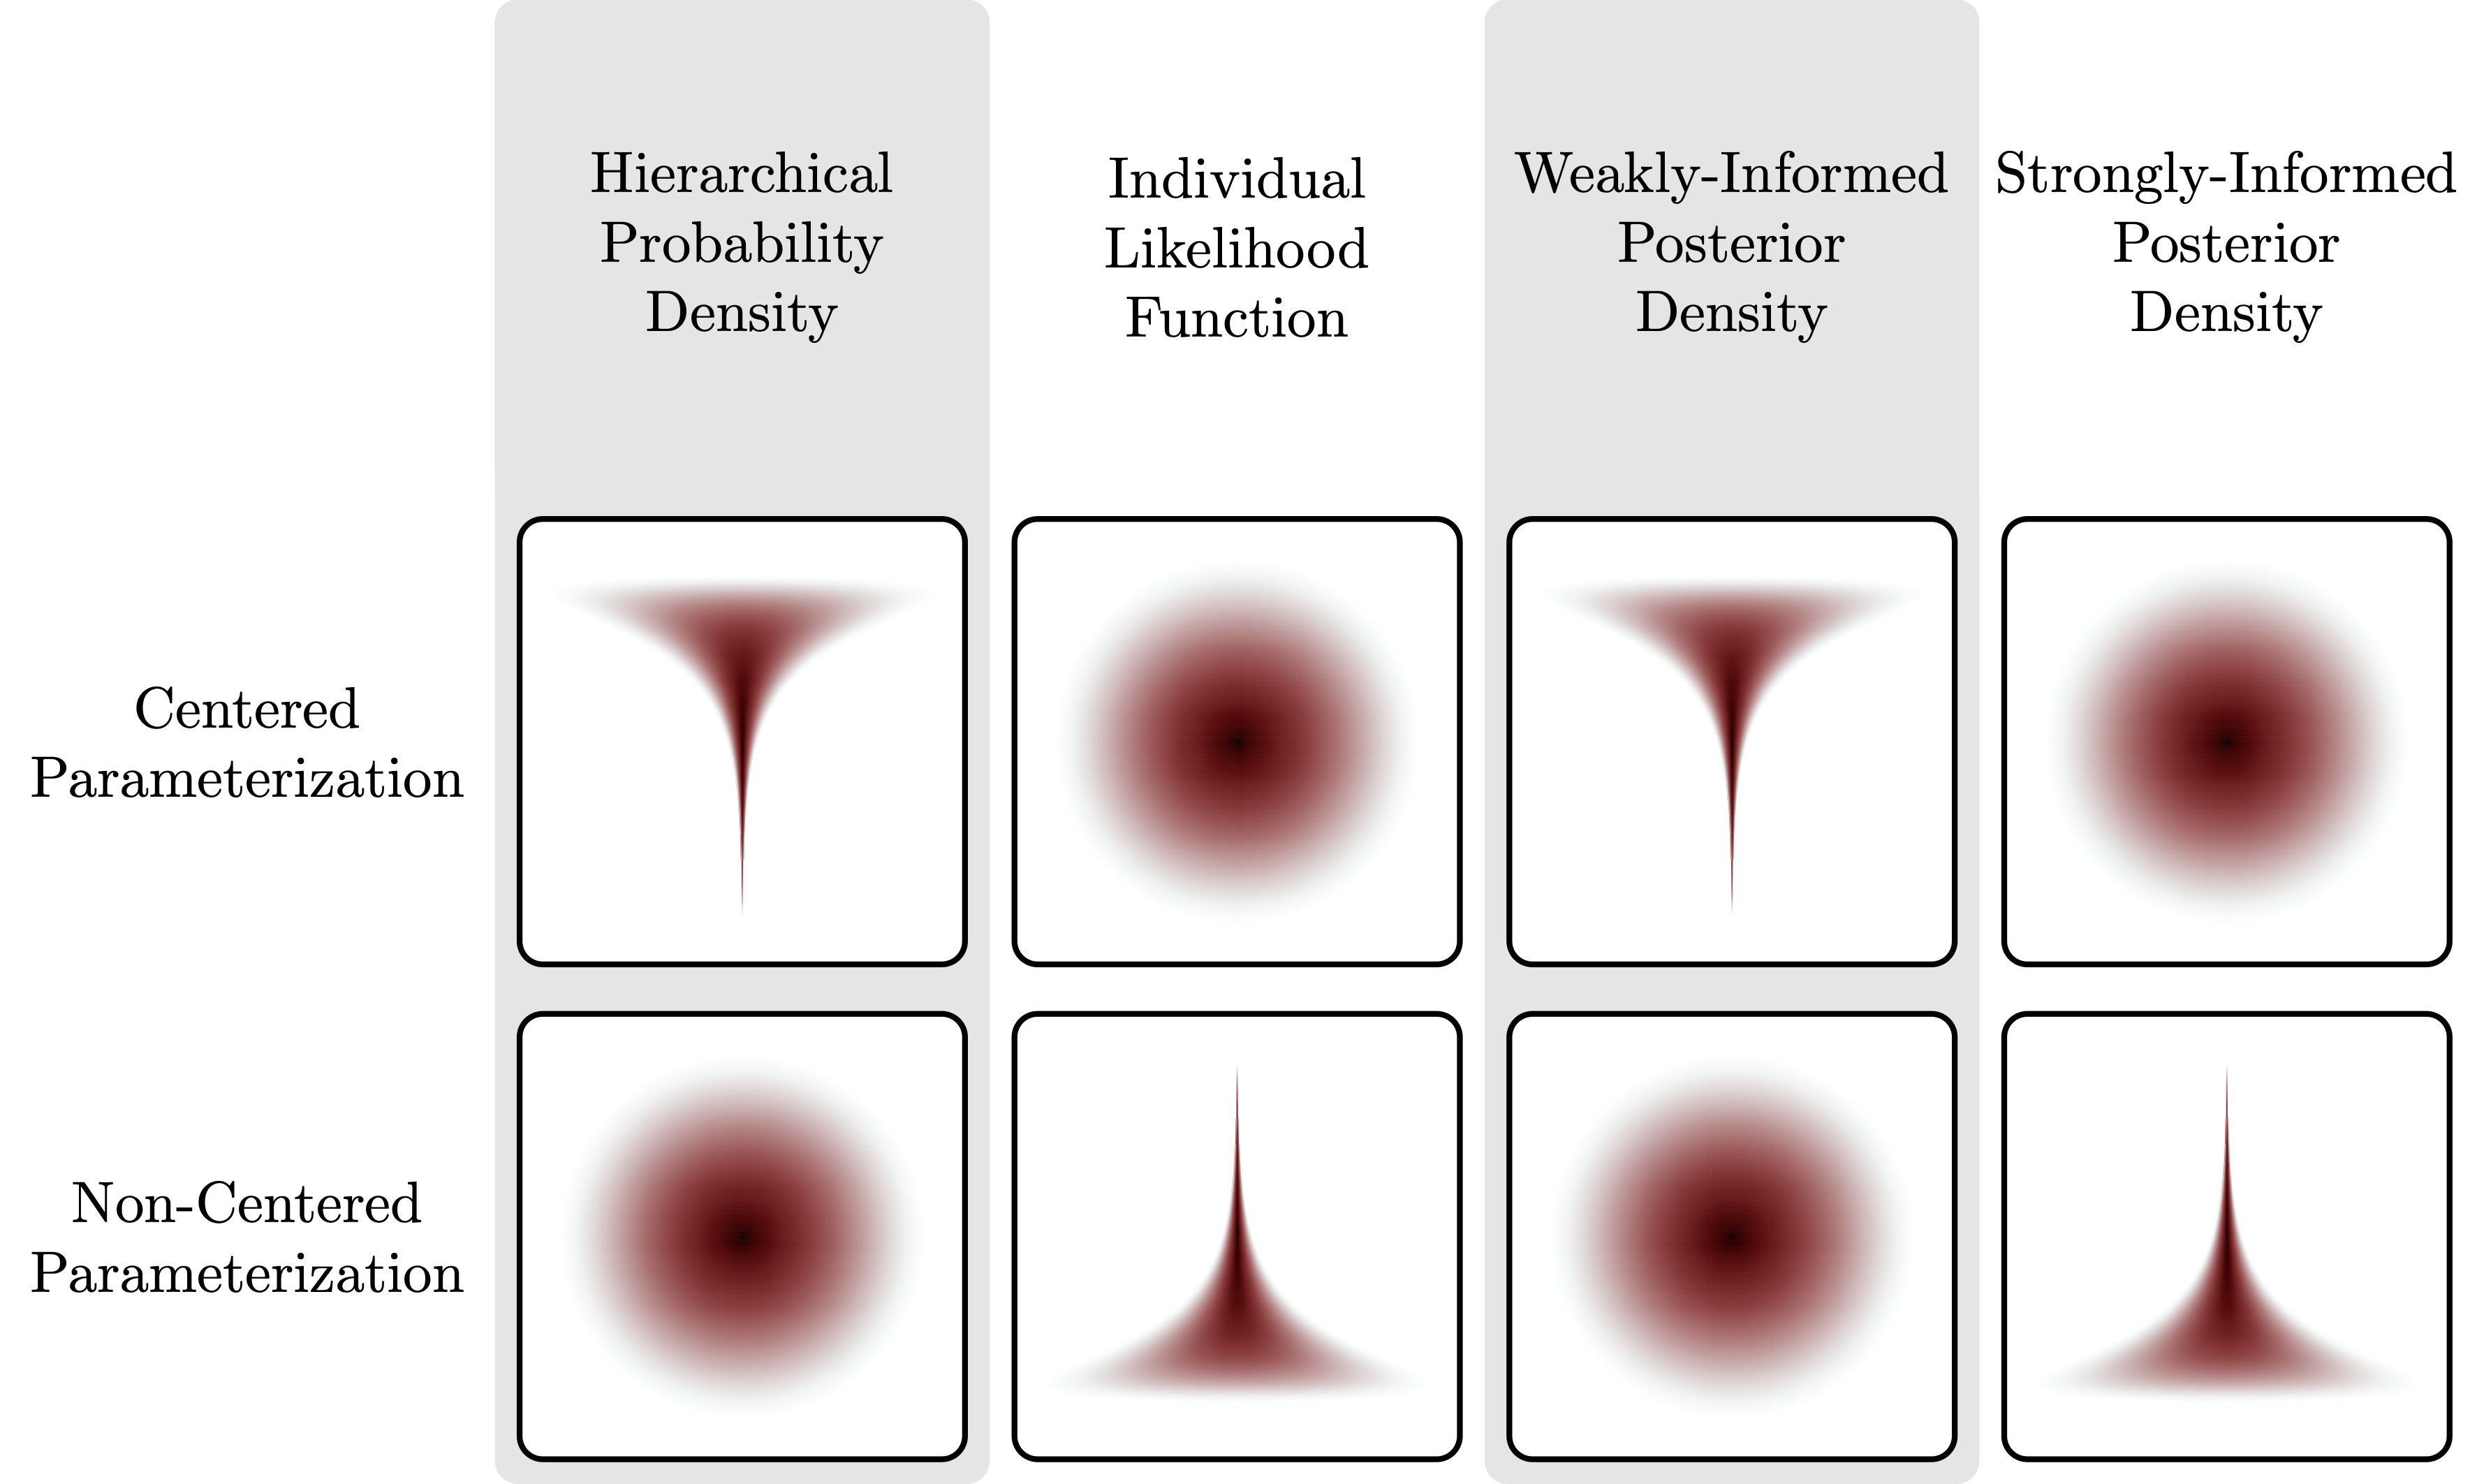 Hierarchical
Probability
Density
Individual
Likelihood
Function
Weakly-Informed
Posterior
Density
Strongly-Informed
Posterior
Density
Centered
Parameterization
Non-Centered
Parameterization